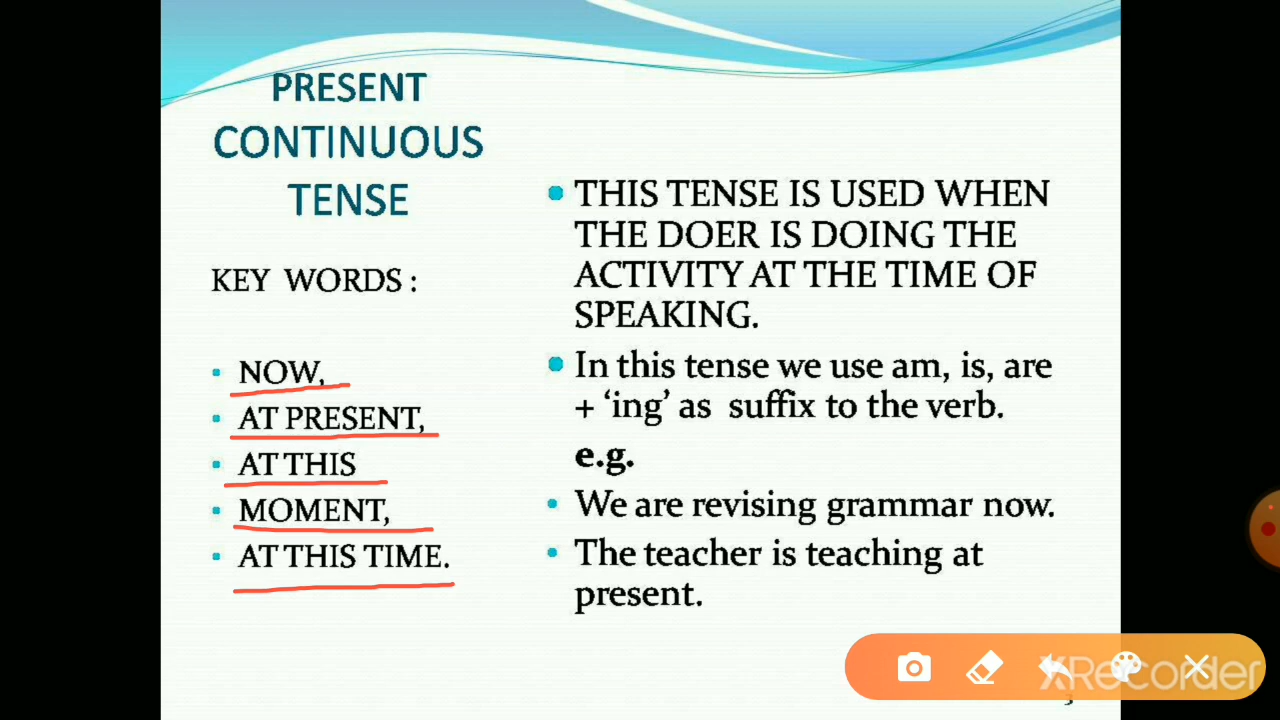 PRESENT
CONTINUOUS
TENSE
KEY WORDS :
• NOW,
• AT PRESENT,
• AT THIS
• MOMENT,
• AT THIS TIME.
• THIS TENSE IS USED WHEN
THE DOER IS DOING THE
ACTIVITY AT THE TIME OF
SPEAKING.
• In this tense we use am, is, are
+ ‘ing’ as suffix to the verb.
e.g.
• We are revising grammar now.
• The teacher is teaching at
present.
XRecorder
3